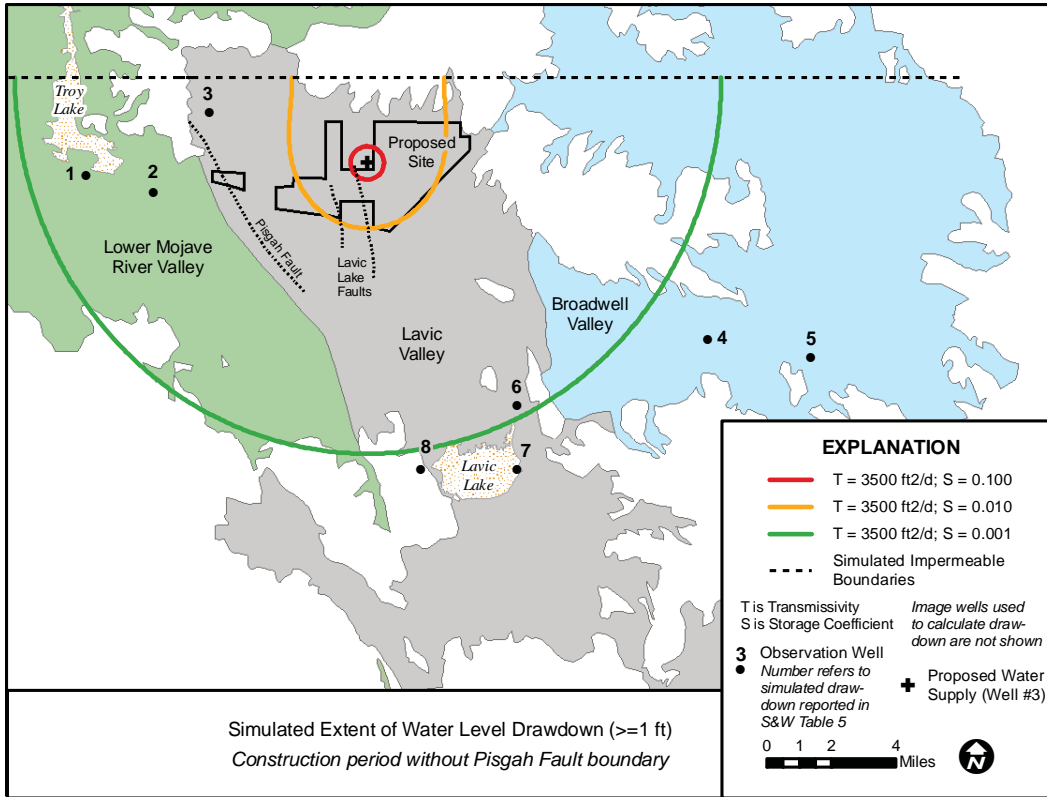 3
Troy
Lake
Proposed
Site
1
2
Pisgah Fault
Lower Mojave
River Valley
Lavic
Lake
Faults
Broadwell
Valley
Lavic
Valley
4
5
6
8
7
Lavic
Lake
EXPLANATION
T = 3500 ft2/d; S = 0.100
T = 3500 ft2/d; S = 0.010
T = 3500 ft2/d; S = 0.001
Simulated Impermeable
Boundaries
T is Transmissivity
S is Storage Coefficient
Image wells used
to calculate draw-
down are not shown
3
Observation Well
Number refers to
simulated draw-
down reported in
S&W Table 5
Proposed Water
Supply (Well #3)
0 1 2 4
Miles
N
Simulated Extent of Water Level Drawdown (>=1 ft)
Construction period without Pisgah Fault boundary